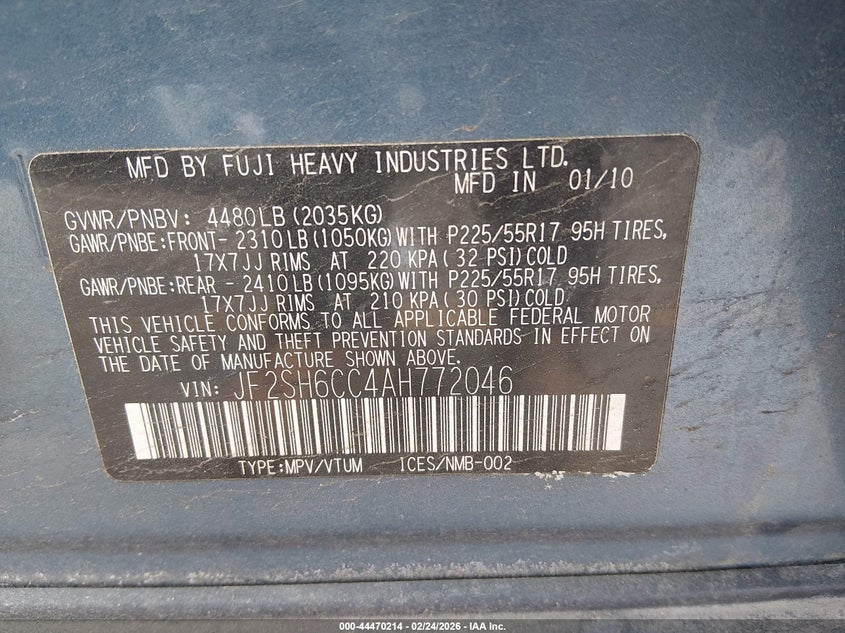 MFD BY FUJI HEAVY INDUSTRIES LTD.
MFD IN 01/10
GVWR/PNBV: 4480LB(2035KG)
GAWR/PNBE:FRONT- 2310LB(1050KG)WITH P225/55R17 95H TIRES,
17X7JJ RIMS AT 220 KPA(32 PSI)COLD
GAWR/PNBE:REAR - 2410LB(1095KG)WITH P225/55R17 95H TIRES,
17X7JJ RIMS AT 210 KPA(30 PSI)COLD
THIS VEHICLE CONFORMS TO ALL APPLICABLE FEDERAL MOTOR
VEHICLE SAFETY AND THEFT PREVENTION STANDARDS IN EFFECT ON
THE DATE OF MANUFACTURE SHOWN ABOVE.
VIN: JF2SH6CC4AH772046
TYPE:MPV/VTUM ICES/NMB-002
000-44470214 - 02/24/2026 - IAA Inc.